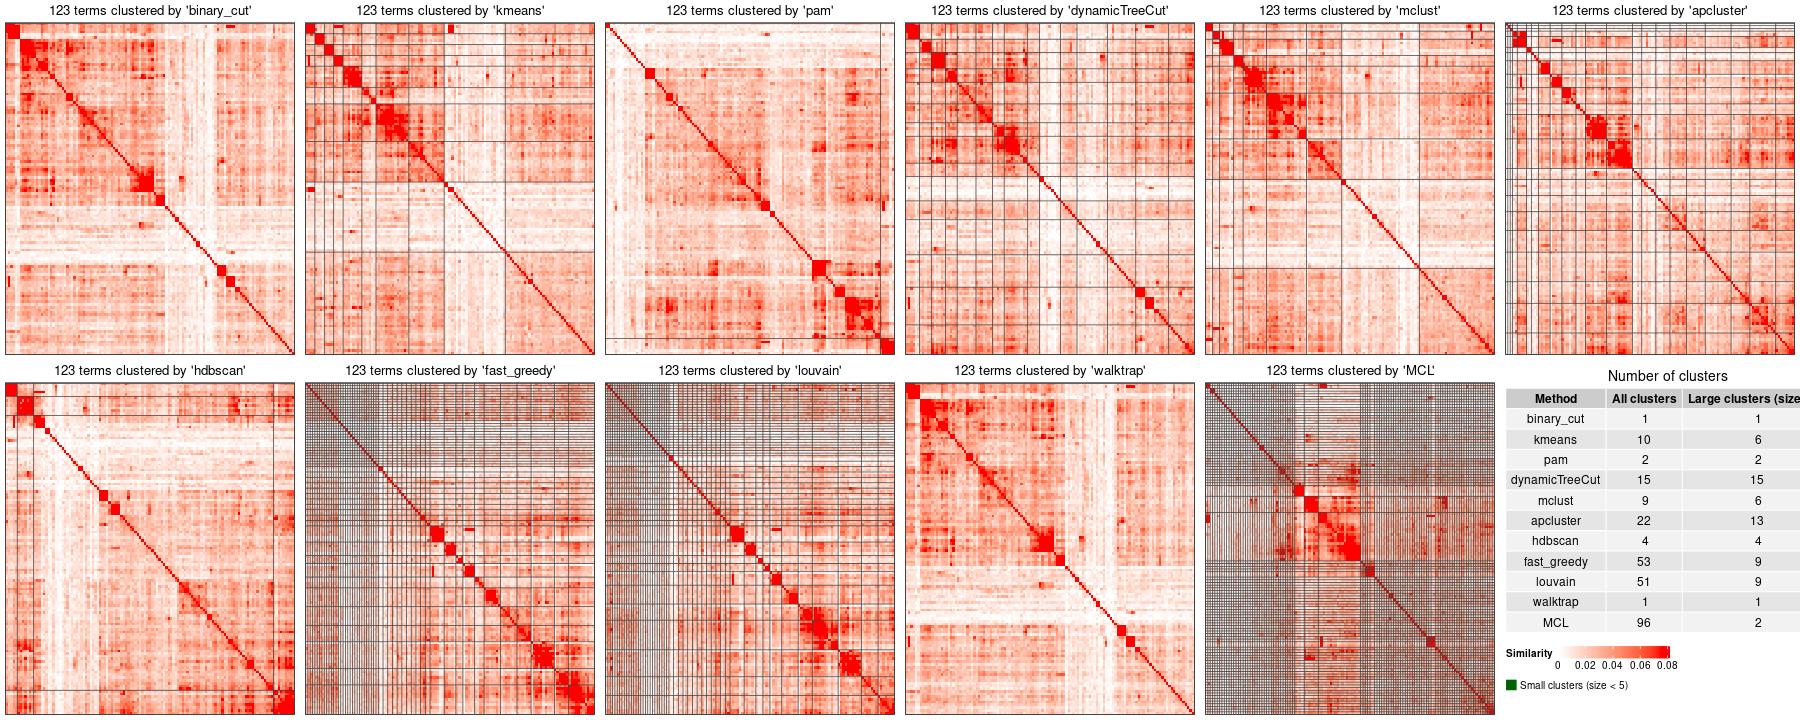 123 terms clustered by 'binary_cut'
123 terms clustered by 'kmeans'
123 terms clustered by 'pam'
123 terms clustered by 'dynamicTreeCut'
123 terms clustered by 'mclust'
123 terms clustered by 'apcluster'
123 terms clustered by 'hdbscan'
123 terms clustered by 'fast_greedy'
123 terms clustered by 'louvain'
123 terms clustered by 'walktrap'
123 terms clustered by 'MCL'
Number of clusters
Method All clusters Large clusters (size
binary_cut 1 1
kmeans 10 6
pam 2 2
dynamicTreeCut 15 15
mclust 9 6
apcluster 22 13
hdbscan 4 4
fast_greedy 53 9
louvain 51 9
walktrap 1 1
MCL 96 2
Similarity
0 0.02 0.04 0.06 0.08
Small clusters (size < 5)